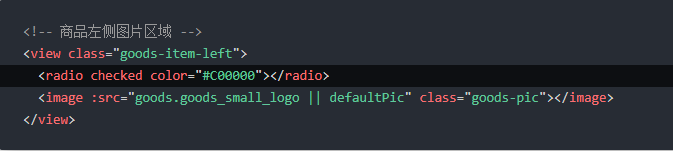 <!-- 商品左侧图片区域 -->
<view class="goods-item-left">
<radio checked color="#C00000"></radio>
<image :src="goods.goods_small_logo || defaultPic" class="goods-pic"></image>
</view>